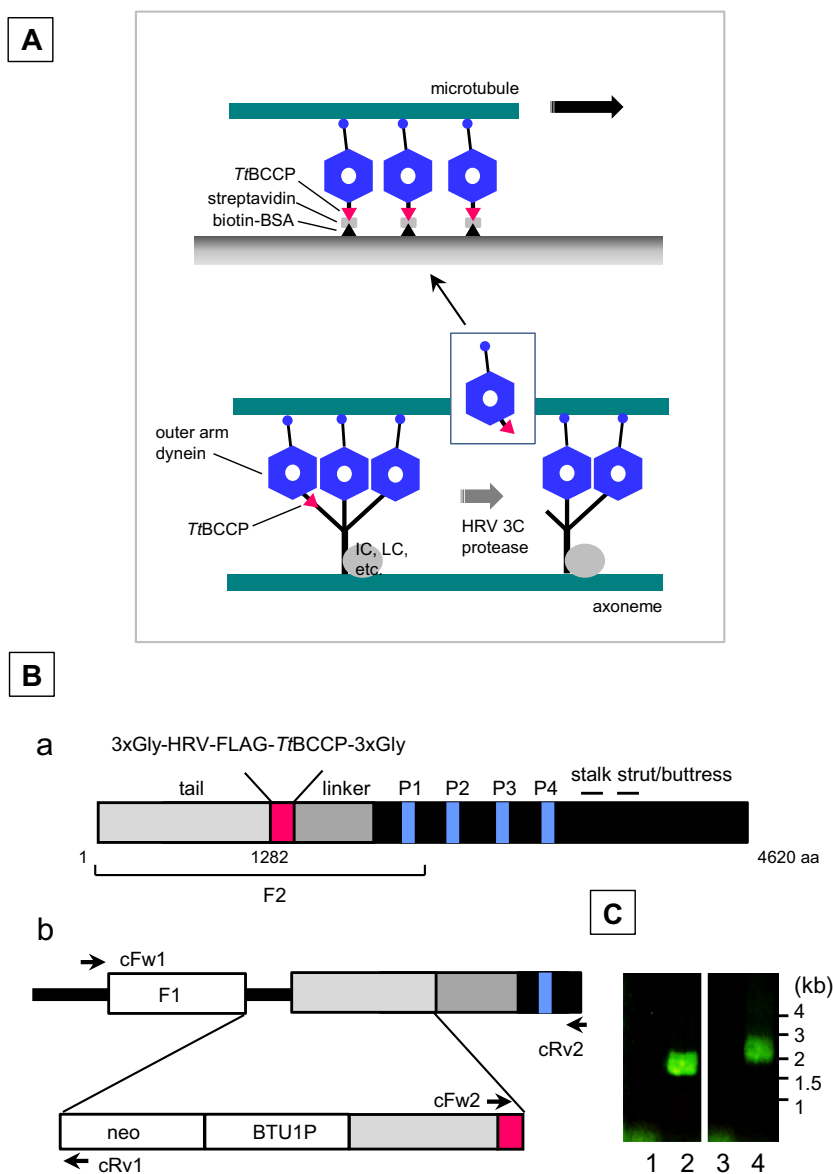 A
microtubule
TtBCCP
streptavidin
biotin-BSA
outer arm
dynein
TtBCCP
HRV 3C
protease
IC, LC,
etc.
axoneme
B
a
3xGly-HRV-FLAG-TtBCCP-3xGly
tail
linker
P1
P2
P3
P4
stalk
strut/buttress
1
1282
4620 aa
F2
b
cFw1
F1
cRv2
cFw2
neo
BTU1P
cRv1
C
(kb)
4
3
2
1.5
1
1 2 3 4